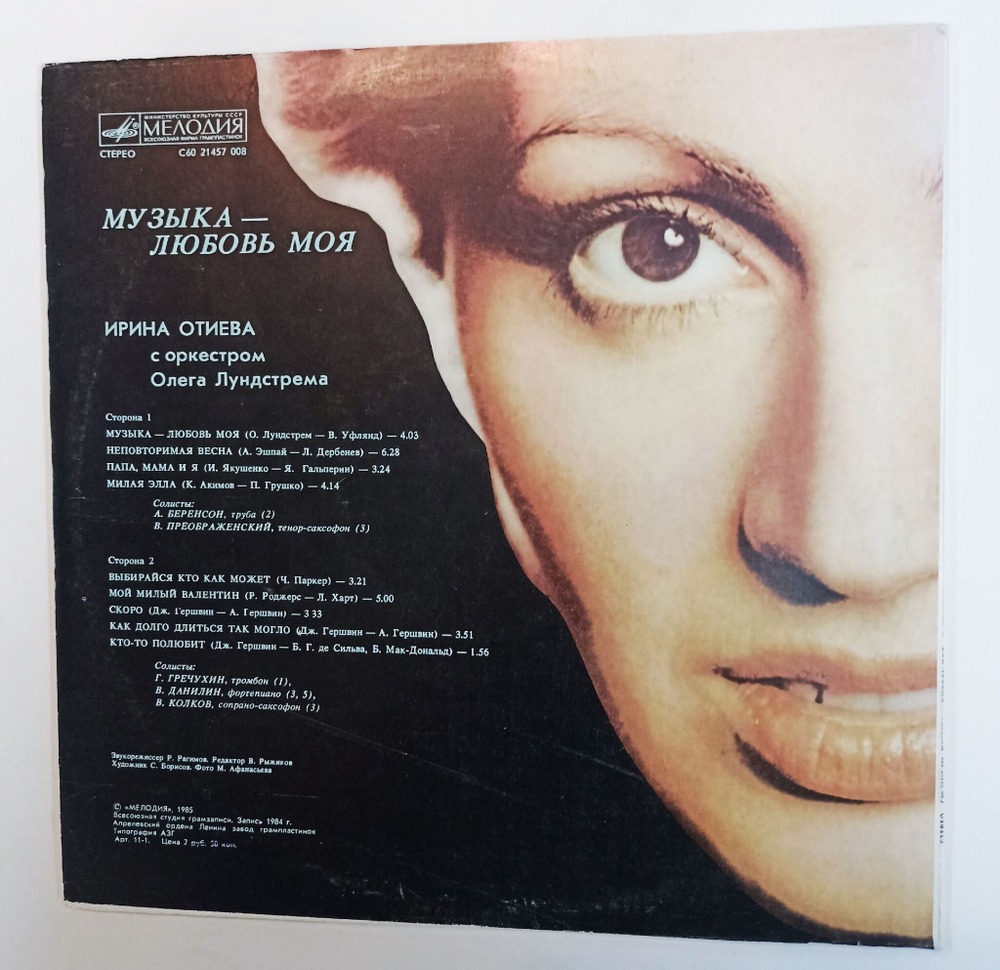 МИНИСТЕРСТВО КУЛЬТУРЫ СССР
МЕЛОДИЯ
ВСЕСОЮЗНАЯ ФИРМА ГРАМПЛАСТИНОК
СТЕРЕО С60 21457 008
МУЗЫКА —
ЛЮБОВЬ МОЯ
ИРИНА ОТИЕВА
с оркестром
Олега Лундстрема
Сторона 1
МУЗЫКА — ЛЮБОВЬ МОЯ (О. Лундстрем — В. Уфлянд) — 4.03
НЕПОВТОРИМАЯ ВЕСНА (А. Эшпай — Л. Дербенев) — 6.28
ПАПА, МАМА И Я (И. Якушенко — Я. Гальперин) — 3.24
МИЛАЯ ЭЛЛА (К. Акимов — П. Грушко) — 4.14
Солисты:
А. БЕРЕНСОН, труба (2)
В. ПРЕОБРАЖЕНСКИЙ, тенор-саксофон (3)
Сторона 2
ВЫБИРАЙСЯ КТО КАК МОЖЕТ (Ч. Паркер) — 3.21
МОЙ МИЛЫЙ ВАЛЕНТИН (Р. Роджерс — Л. Харт) — 5.00
СКОРО (Дж. Гершвин — А. Гершвин) — 3 33
КАК ДОЛГО ДЛИТЬСЯ ТАК МОГЛО (Дж. Гершвин — А. Гершвин) — 3.51
КТО-ТО ПОЛЮБИТ (Дж. Гершвин — Б. Г. де Сильва, Б. Мак-Дональд) — 1.56
Солисты:
Г. ГРЕЧУХИН, тромбон (1),
В. ДАНИЛИН, фортепиано (3, 5),
В. КОЛКОВ, сопрано-саксофон (3)
Звукорежиссер Р. Рагимов. Редактор В. Рыжиков
Художник С. Борисов. Фото М. Афанасьева
© «МЕЛОДИЯ», 1985
Всесоюзная студия грамзаписи. Запись 1984 г.
Апрелевский ордена Ленина завод грампластинок
Типография АЗГ
Арт. 11-1. Цена 2 руб. 50 коп.